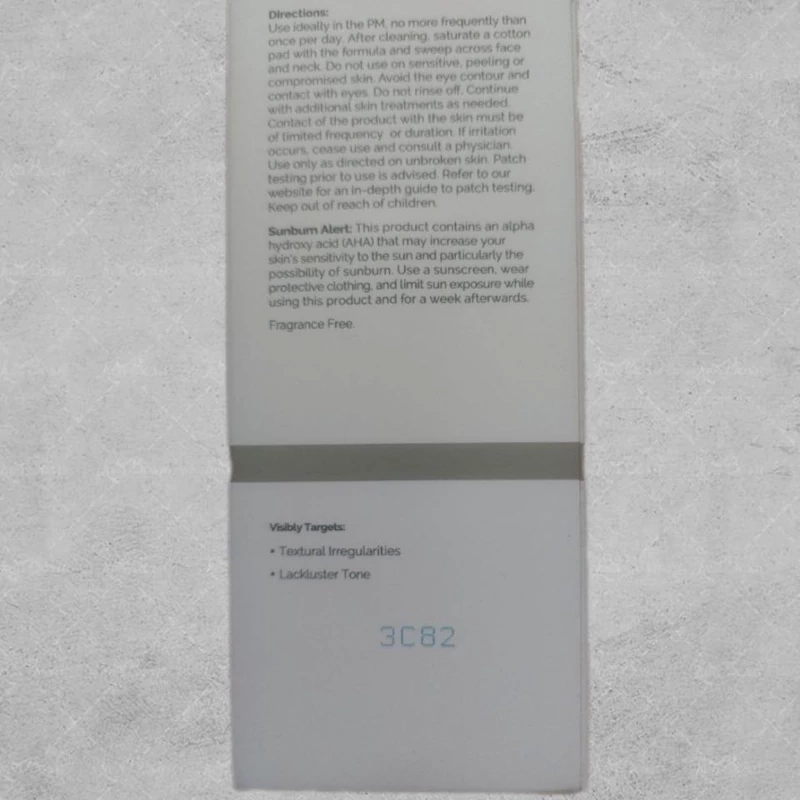 Directions:
Use ideally in the PM, no more frequently than
once per day. After cleaning, saturate a cotton
pad with the formula and sweep across face
and neck. Do not use on sensitive, peeling or
compromised skin. Avoid the eye contour and
contact with eyes. Do not rinse off. Continue
with additional skin treatments as needed.
Contact of the product with the skin must be
of limited frequency or duration. If irritation
occurs, cease use and consult a physician.
Use only as directed on unbroken skin. Patch
testing prior to use is advised. Refer to our
website for an in-depth guide to patch testing.
Keep out of reach of children.
Sunburn Alert: This product contains an alpha
hydroxy acid (AHA) that may increase your
skin's sensitivity to the sun and particularly the
possibility of sunburn. Use a sunscreen, wear
protective clothing, and limit sun exposure while
using this product and for a week afterwards.
Fragrance Free.
Visibly Targets:
• Textural Irregularities
• Lackluster Tone
3C82